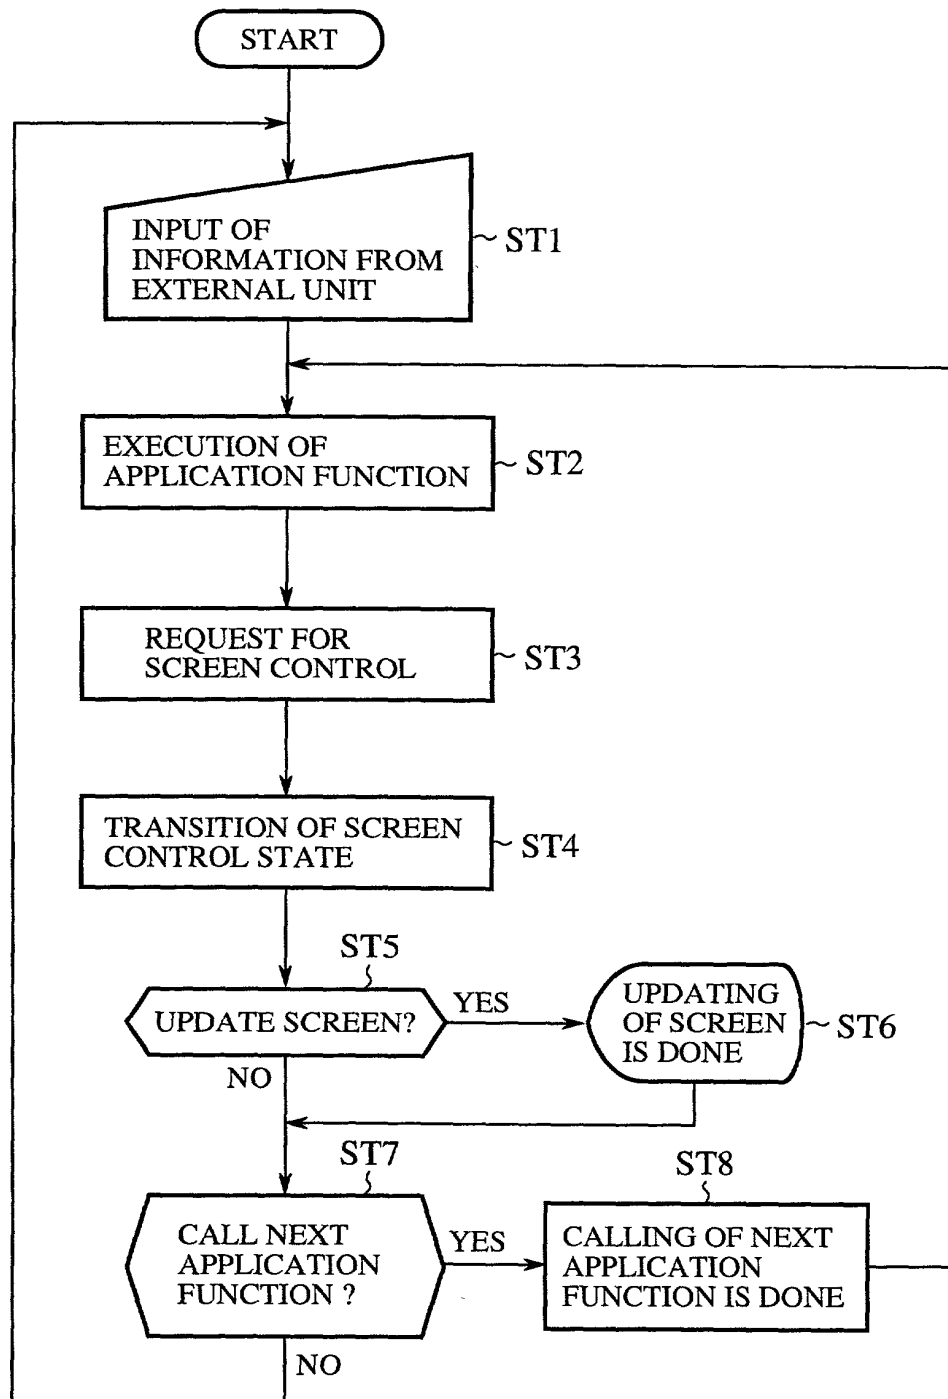 START
INPUT OF
INFORMATION FROM
EXTERNAL UNIT
ST1
EXECUTION OF
APPLICATION FUNCTION
ST2
REQUEST FOR
SCREEN CONTROL
ST3
TRANSITION OF SCREEN
CONTROL STATE
ST4
ST5
UPDATE SCREEN?
YES
NO
UPDATING
OF SCREEN
IS DONE
ST6
ST7
CALL NEXT
APPLICATION
FUNCTION ?
YES
NO
ST8
CALLING OF NEXT
APPLICATION
FUNCTION IS DONE